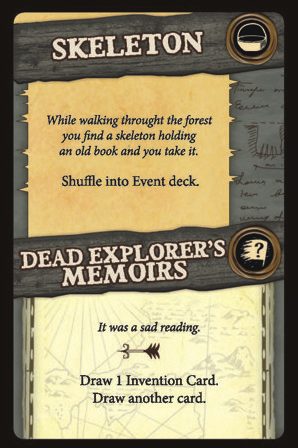 SKELETON
While walking throught the forest
you find a skeleton holding
an old book and you take it.
Shuffle into Event deck.
DEAD EXPLORER'S
MEMOIRS
?
It was a sad reading.
3
Draw 1 Invention Card.
Draw another card.